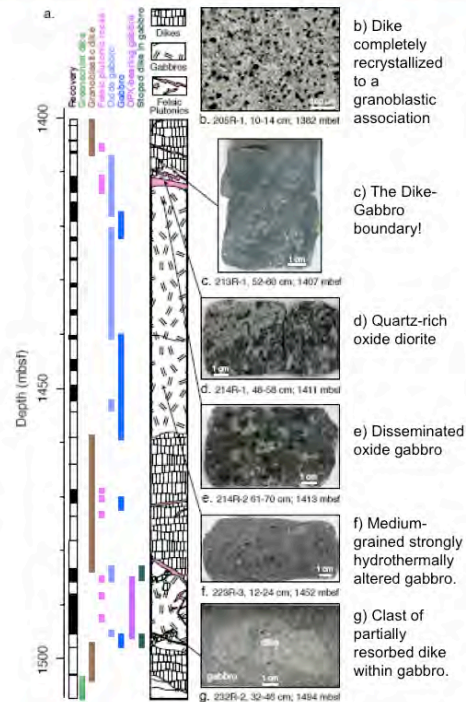 a.
Recovery
Granoblastic dike
Felsic plutonic rocks
Oxide gabbro
Gabbro
OPX-bearing gabbro
Stoped dike in gabbro
Dikes
Gabbros
Felsic
Plutonics
Depth (mbsf)
1400
1450
1500
b. 205R-1, 10-14 cm; 1362 mbsf
1 cm
c. 213R-1, 52-60 cm; 1407 mbsf
1 cm
d. 214R-1, 46-58 cm; 1411 mbsf
1 cm
e. 214R-2 61-70 cm; 1413 mbsf
1 cm
f. 223R-3, 12-24 cm; 1452 mbsf
dike
gabbro
1 cm
g. 232R-2, 32-46 cm; 1494 mbsf
b) Dike
completely
recrystallized
to a
granoblastic
association
c) The Dike-
Gabbro
boundary!
d) Quartz-rich
oxide diorite
e) Disseminated
oxide gabbro
f) Medium-
grained strongly
hydrothermally
altered gabbro.
g) Clast of
partially
resorbed dike
within gabbro.